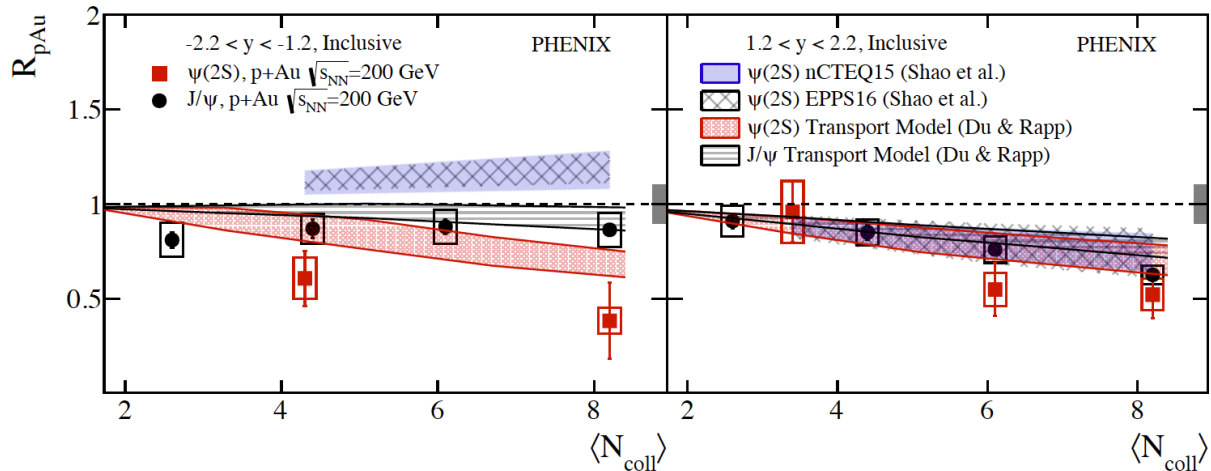 R_pAu
2
1.5
1
0.5
-2.2 < y < -1.2, Inclusive
PHENIX
ψ(2S), p+Au √s_NN=200 GeV
J/ψ, p+Au √s_NN=200 GeV
2
4
6
8
⟨N_coll⟩
1.2 < y < 2.2, Inclusive
PHENIX
ψ(2S) nCTEQ15 (Shao et al.)
ψ(2S) EPPS16 (Shao et al.)
ψ(2S) Transport Model (Du & Rapp)
J/ψ Transport Model (Du & Rapp)
2
4
6
8
⟨N_coll⟩